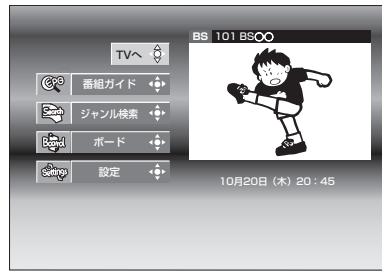 BS 101 BS〇〇
TVへ
EPG 番組ガイド
Search ジャンル検索
Board ボード
Settings 設定
10月20日（木）20：45